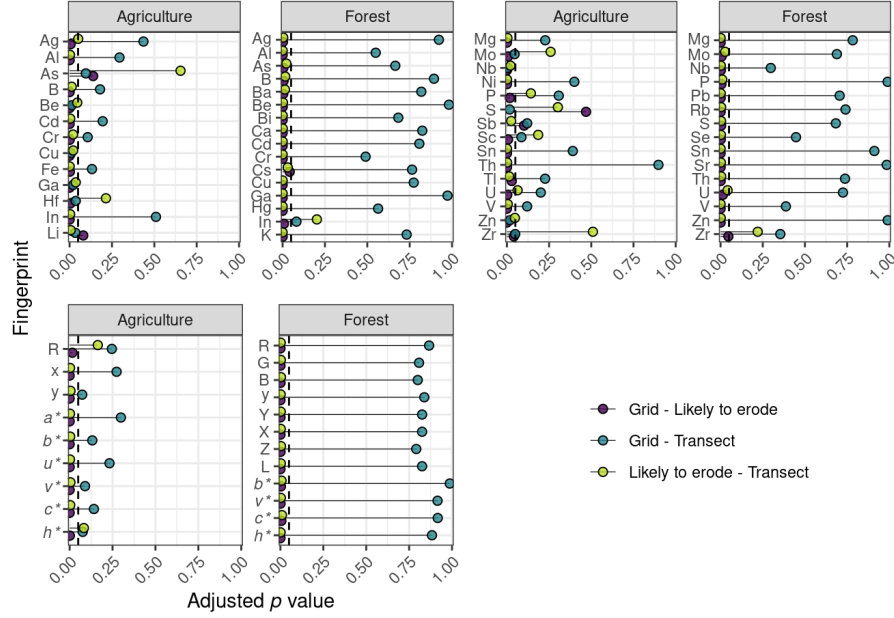 Agriculture
Forest
Agriculture
Forest
Ag
Al
As
B
Be
Cd
Cr
Cu
Fe
Ga
Hf
In
Li
Ag
Al
As
B
Ba
Be
Bi
Ca
Cd
Cr
Cs
Cu
Ga
Hg
In
K
Mg
Mo
Nb
Ni
P
S
Sb
Sc
Sn
Th
Tl
U
V
Zn
Zr
Mg
Mo
Nb
P
Pb
Rb
S
Se
Sn
Sr
Th
U
V
Zn
Zr
0.00 0.25 0.50 0.75 1.00
0.00 0.25 0.50 0.75 1.00
0.00 0.25 0.50 0.75 1.00
0.00 0.25 0.50 0.75 1.00
Fingerprint
Agriculture
Forest
R
x
y
a*
b*
u*
v*
c*
h*
R
G
B
y
Y
X
Z
L
b*
v*
c*
h*
0.00 0.25 0.50 0.75 1.00
0.00 0.25 0.50 0.75 1.00
Adjusted p value
Grid - Likely to erode
Grid - Transect
Likely to erode - Transect